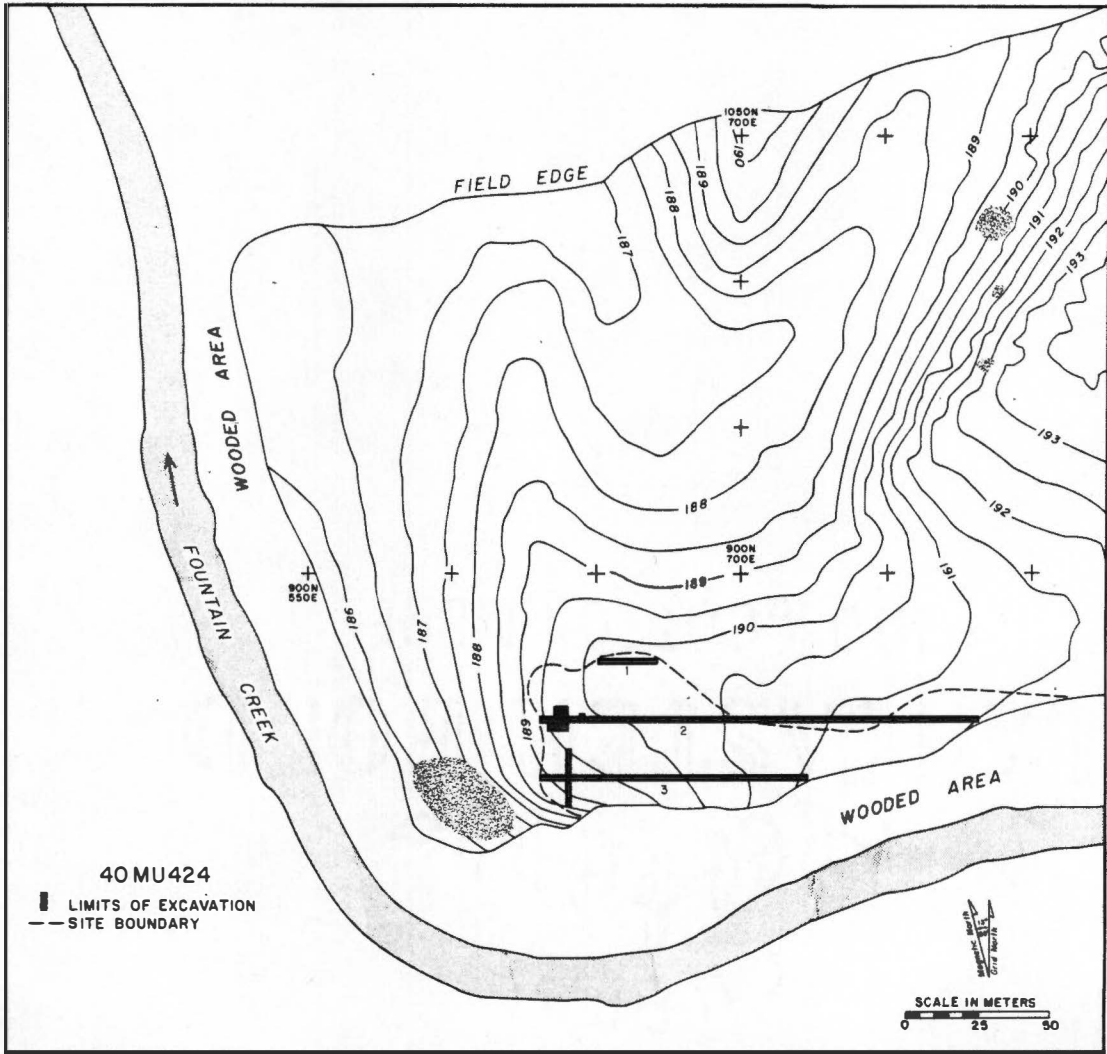 1050N
700E
190
189
188
187
189
190
191
192
193
FIELD EDGE
WOODED AREA
193
192
191
188
900N
700E
189
190
900N
550E
186
187
188
189
1
2
3
FOUNTAIN
CREEK
WOODED AREA
40MU424
LIMITS OF EXCAVATION
SITE BOUNDARY
Magnetic North
Grid North
SCALE IN METERS
0 25 50